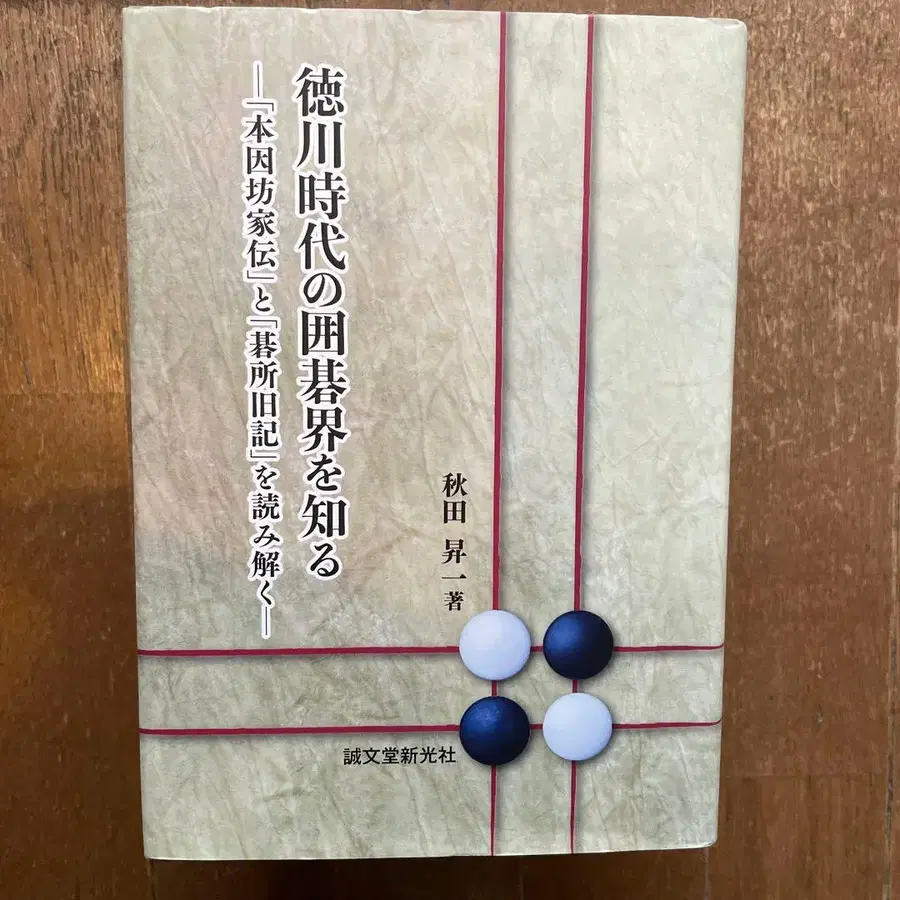 徳川時代の囲碁界を知る
―『本因坊家伝』と『碁所旧記』を読み解く―
秋田 昇一 著
誠文堂新光社